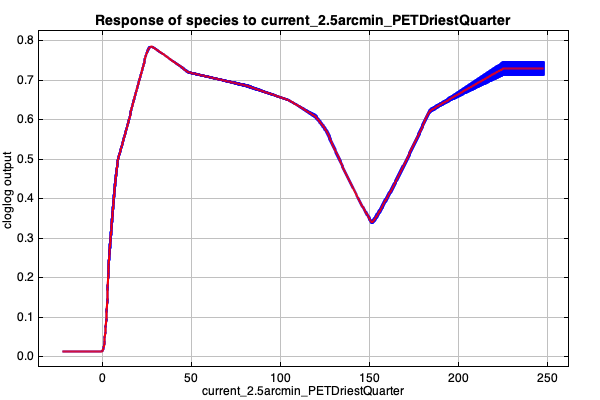 Response of species to current_2.5arcmin_PETDriestQuarter
0.8
0.7
0.6
0.5
0.4
0.3
0.2
0.1
0.0
cloglog output
0 50 100 150 200 250
current_2.5arcmin_PETDriestQuarter